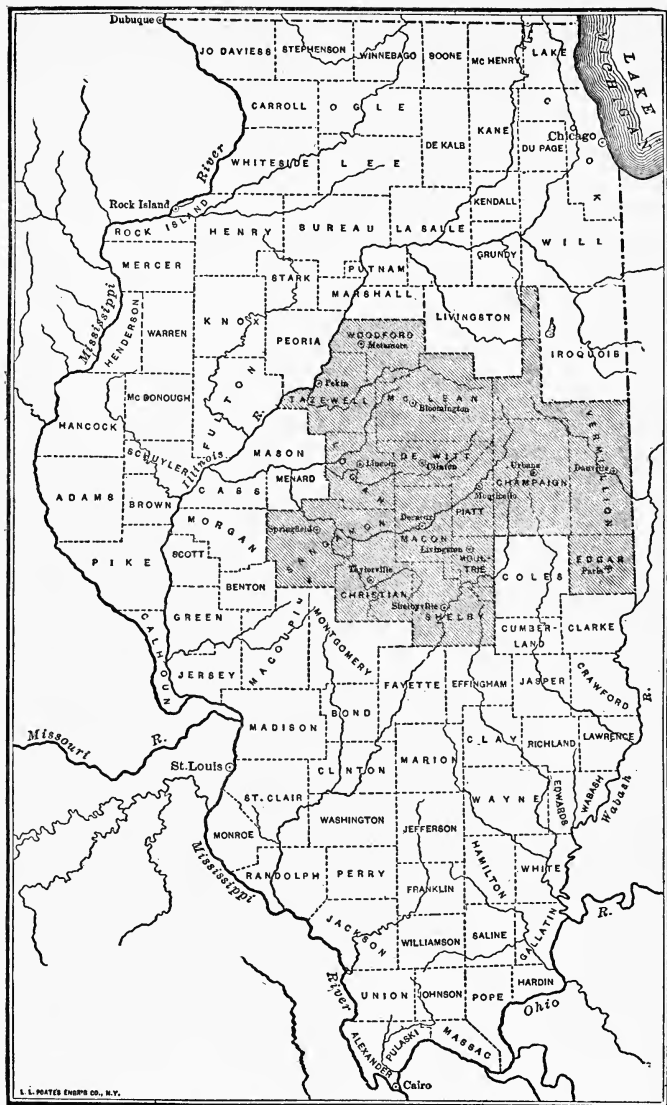 Dubuque
JO DAVIESS
STEPHENSON
WINNEBAGO
BOONE
McHENRY
LAKE
LAKE
MICHIGAN
CARROLL
OGLE
DE KALB
KANE
COOK
Chicago
DU PAGE
WHITESIDE
LEE
River
Rock Island
ROCK ISLAND
HENRY
BUREAU
LA SALLE
KENDALL
WILL
GRUNDY
MERCER
STARK
PUTNAM
MARSHALL
LIVINGSTON
IROQUOIS
Mississippi
HENDERSON
WARREN
KNOX
PEORIA
WOODFORD
Metamora
Pekin
TAZEWELL
McLEAN
Bloomington
VERMILLION
HANCOCK
McDONOUGH
FULTON
R.
Illinois
MASON
LOGAN
Lincoln
DE WITT
Clinton
Urbana
CHAMPAIGN
Danville
SCHUYLER
ADAMS
BROWN
CASS
MENARD
Monticello
PIATT
MORGAN
Springfield
SANGAMON
Decatur
MACON
Livingston
MOUL-
TRIE
PIKE
SCOTT
Taylorville
CHRISTIAN
COLES
EDGAR
Paris
BENTON
Shelbyville
SHELBY
CUMBER-
LAND
CLARKE
CALHOUN
GREEN
MACOUPIN
MONTGOMERY
JERSEY
FAYETTE
EFFINGHAM
JASPER
CRAWFORD
R.
BOND
MADISON
Missouri
R.
St. Louis
CLINTON
MARION
CLAY
RICHLAND
LAWRENCE
ST. CLAIR
WASHINGTON
JEFFERSON
WAYNE
EDWARDS
WABASH
Wabash
MONROE
Mississippi
RANDOLPH
PERRY
FRANKLIN
HAMILTON
WHITE
R.
JACKSON
WILLIAMSON
SALINE
GALLATIN
River
UNION
JOHNSON
POPE
HARDIN
Ohio
ALEXANDER
PULASKI
MASSAC
Cairo
L. L. POATES ENGR'G CO., N.Y.